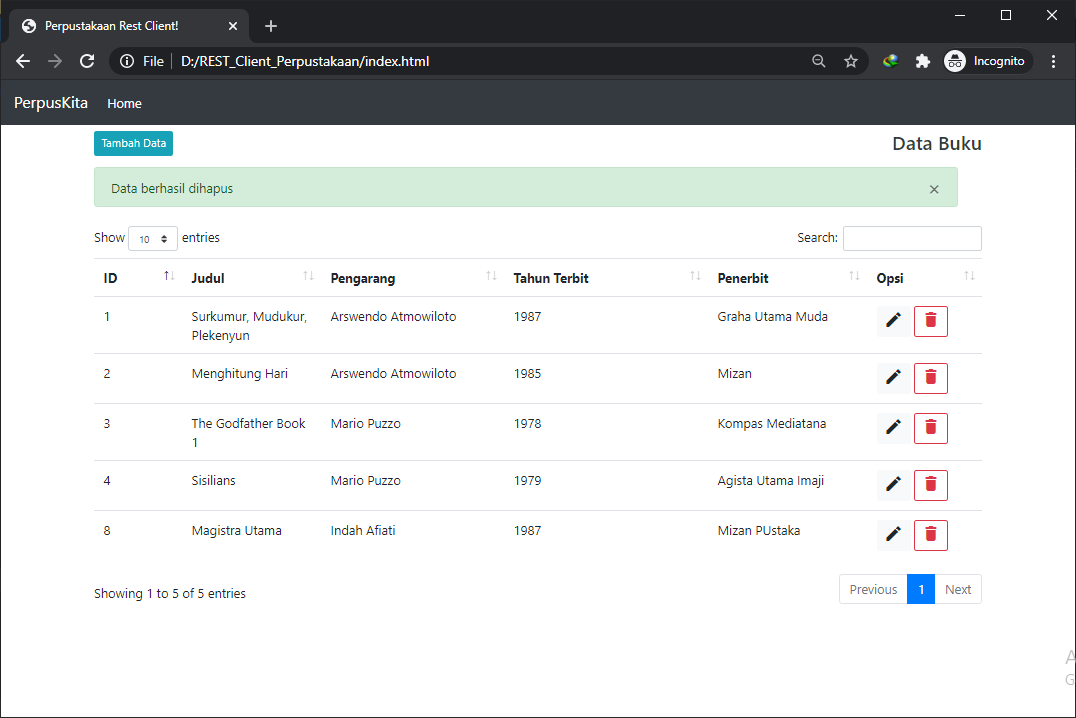 Perpustakaan Rest Client!
File D:/REST_Client_Perpustakaan/index.html Incognito
PerpusKita Home
Tambah Data Data Buku
Data berhasil dihapus ×
Show 10 entries Search:
ID Judul Pengarang Tahun Terbit Penerbit Opsi
1 Surkumur, Mudukur, Arswendo Atmowiloto 1987 Graha Utama Muda
Plekenyun
2 Menghitung Hari Arswendo Atmowiloto 1985 Mizan
3 The Godfather Book Mario Puzzo 1978 Kompas Mediatana
1
4 Sisilians Mario Puzzo 1979 Agista Utama Imaji
8 Magistra Utama Indah Afiati 1987 Mizan PUstaka
Showing 1 to 5 of 5 entries Previous 1 Next
A
G